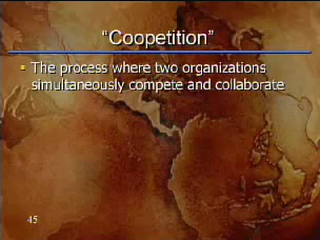 “Coopetition”
The process where two organizations
simultaneously compete and collaborate
45